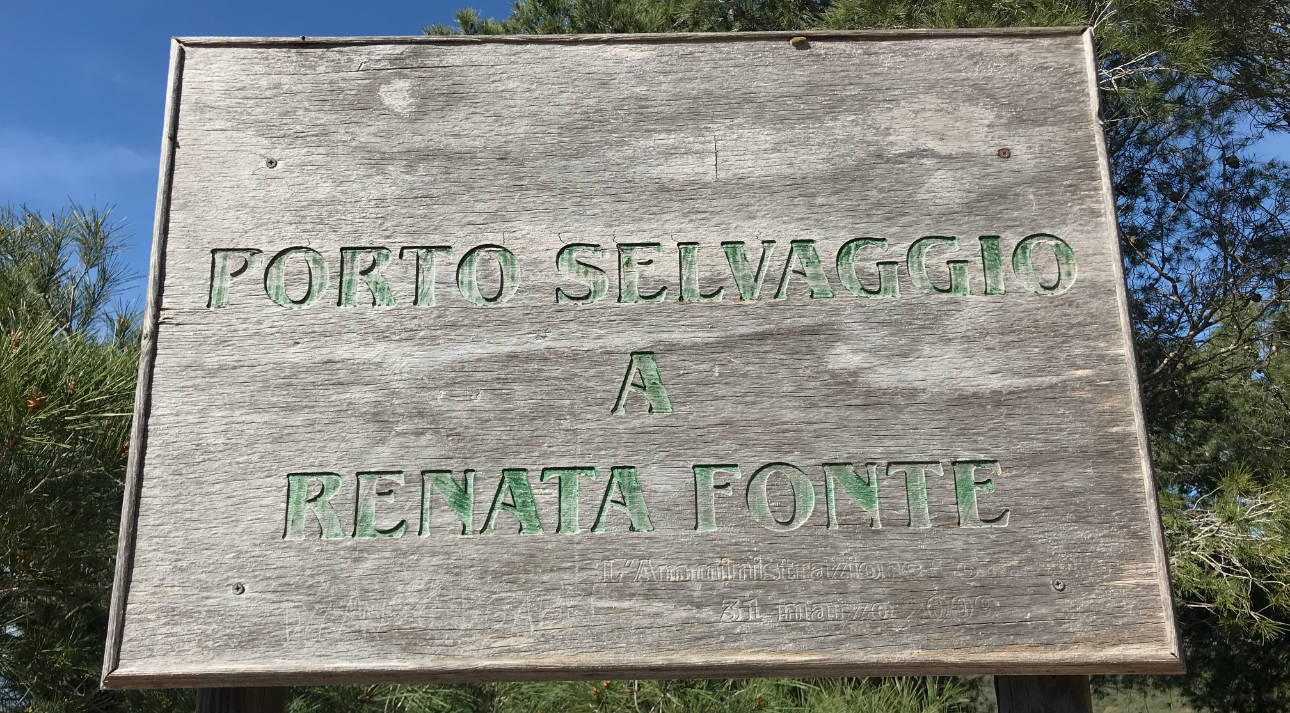 PORTO SELVAGGIO
A
RENATA FONTE
L'Amministrazione
31 marzo